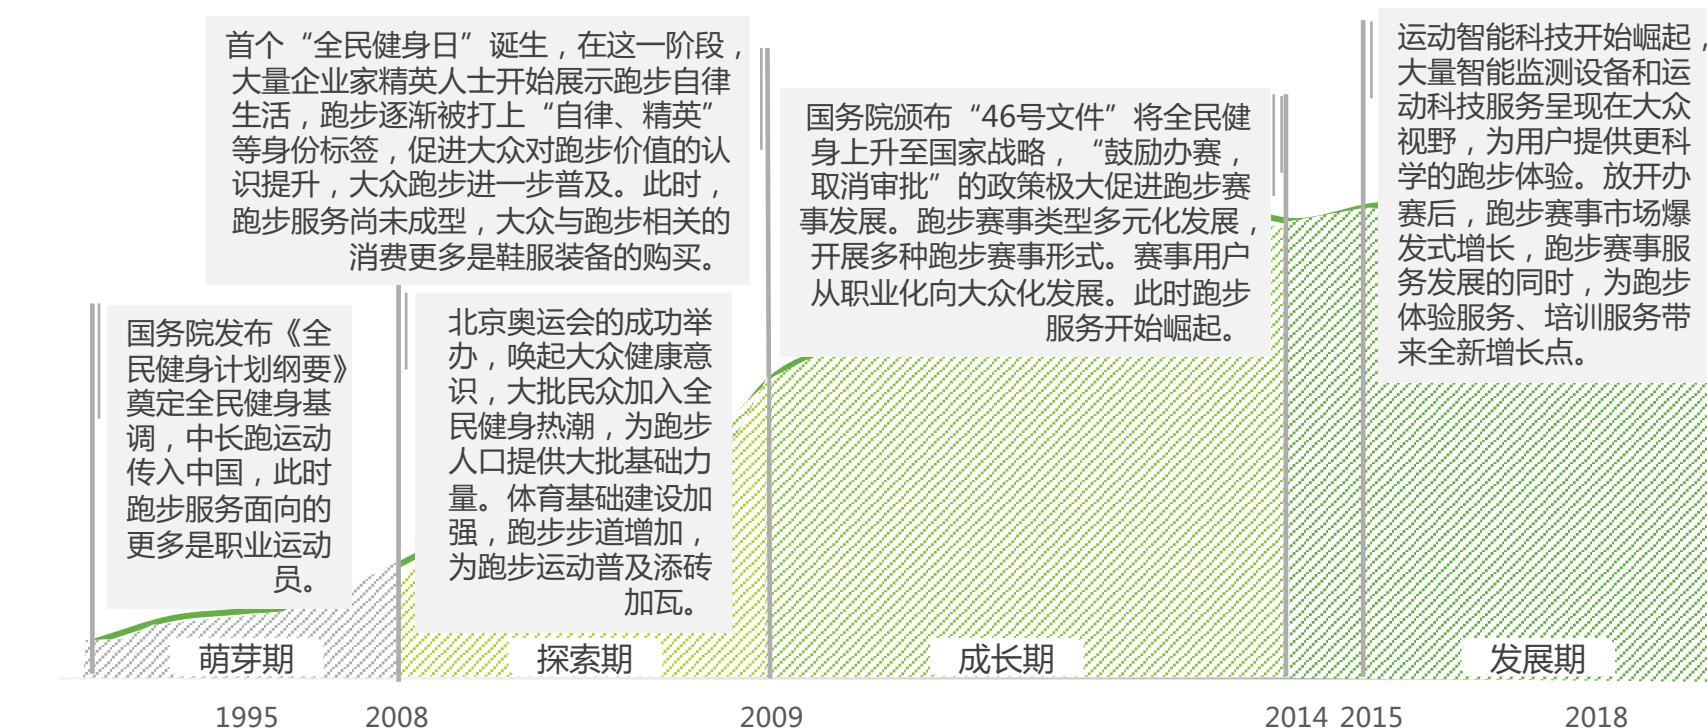 首个“全民健身日”诞生，在这一阶段，
大量企业家精英人士开始展示跑步自律
生活，跑步逐渐被打上“自律、精英”
等身份标签，促进大众对跑步价值的认
识提升，大众跑步进一步普及。此时，
跑步服务尚未成型，大众与跑步相关的
消费更多是鞋服装备的购买。
国务院发布《全
民健身计划纲要》
奠定全民健身基
调，中长跑运动
传入中国，此时
跑步服务面向的
更多是职业运动
员。
北京奥运会的成功举
办，唤起大众健康意
识，大批民众加入全
民健身热潮，为跑步
人口提供大批基础力
量。体育基础建设加
强，跑步步道增加，
为跑步运动普及添砖
加瓦。
国务院颁布“46号文件”将全民健
身上升至国家战略，“鼓励办赛，
取消审批”的政策极大促进跑步赛
事发展。跑步赛事类型多元化发展，
开展多种跑步赛事形式。赛事用户
从职业化向大众化发展。此时跑步
服务开始崛起。
运动智能科技开始崛起，
大量智能监测设备和运
动科技服务呈现在大众
视野，为用户提供更科
学的跑步体验。放开办
赛后，跑步赛事市场爆
发式增长，跑步赛事服
务发展的同时，为跑步
体验服务、培训服务带
来全新增长点。
萌芽期
探索期
成长期
发展期
1995
2008
2009
2014
2015
2018